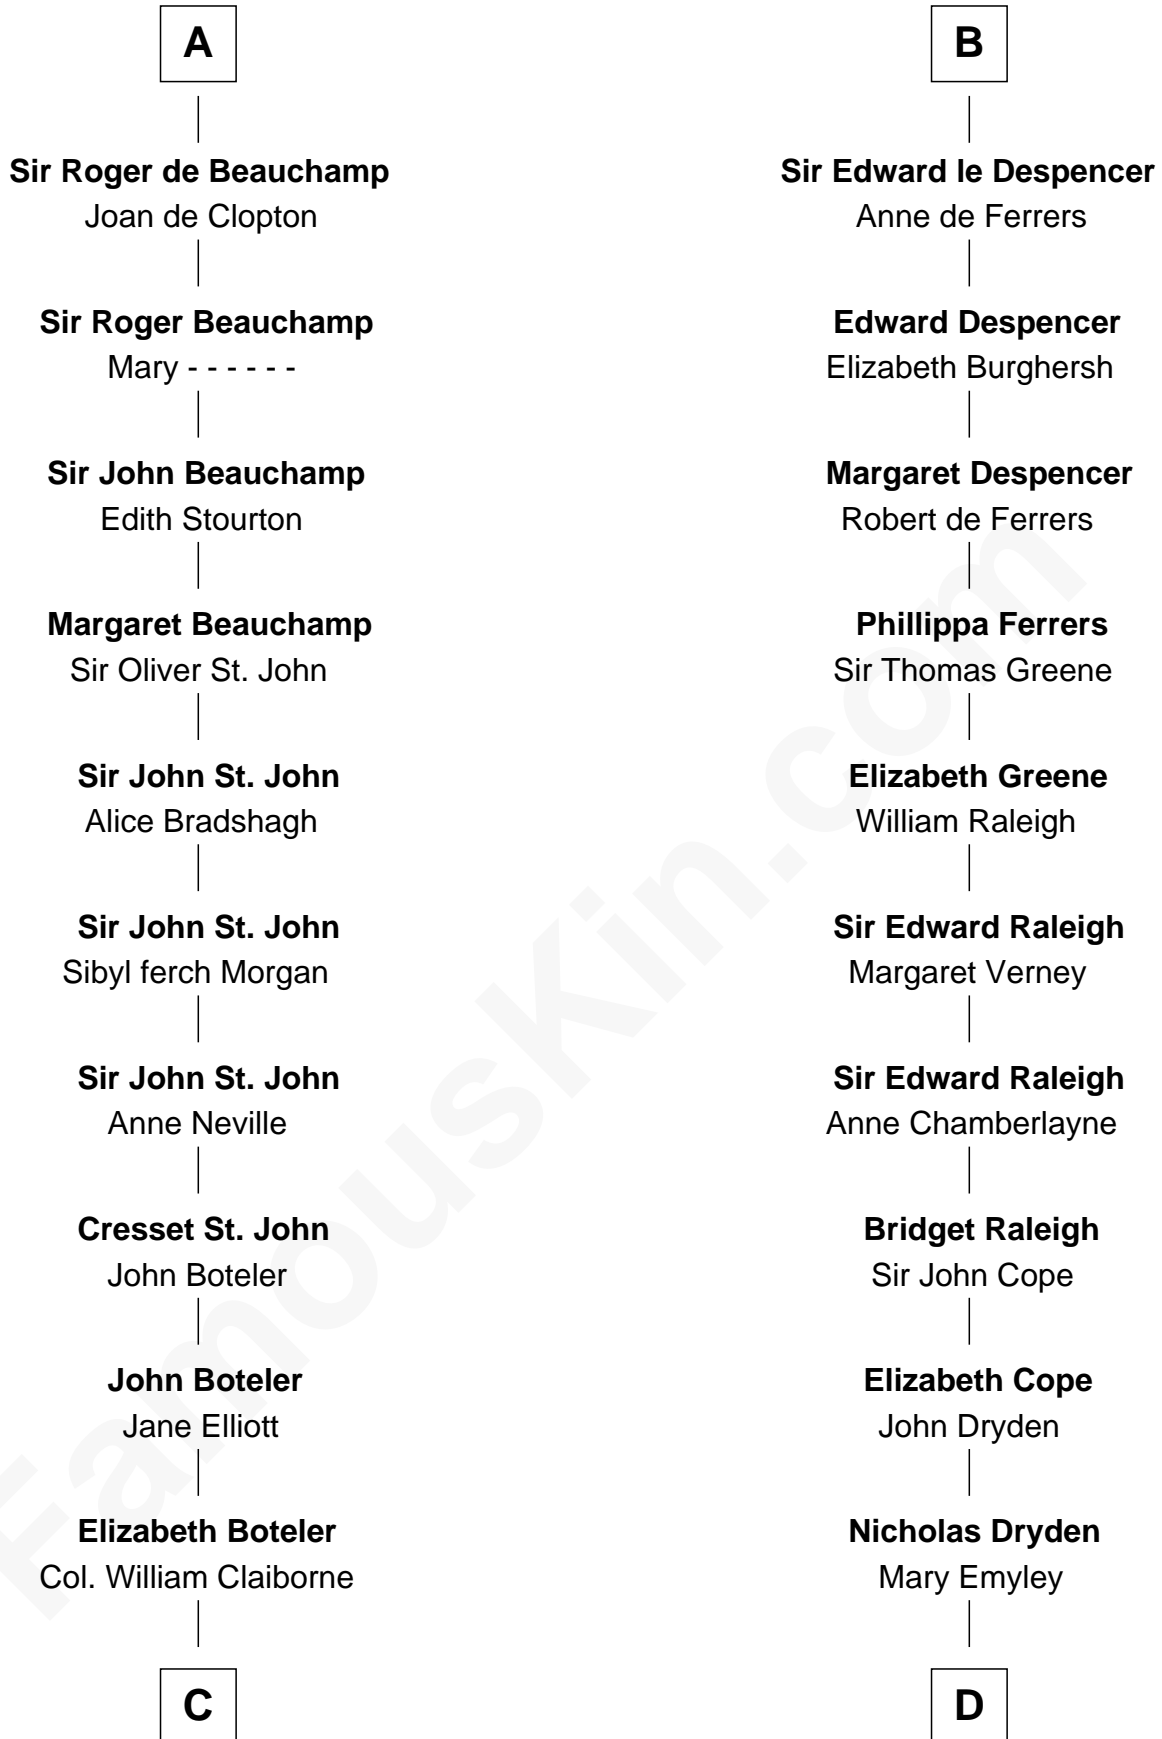 A
Sir Roger de Beauchamp
Joan de Clopton
Sir Roger Beauchamp
Mary - - - - - -
Sir John Beauchamp
Edith Stourton
Margaret Beauchamp
Sir Oliver St. John
Sir John St. John
Alice Bradshagh
Sir John St. John
Sibyl ferch Morgan
Sir John St. John
Anne Neville
Cresset St. John
John Boteler
John Boteler
Jane Elliott
Elizabeth Boteler
Col. William Claiborne
C
B
Sir Edward le Despencer
Anne de Ferrers
Edward Despencer
Elizabeth Burghersh
Margaret Despencer
Robert de Ferrers
Phillippa Ferrers
Sir Thomas Greene
Elizabeth Greene
William Raleigh
Sir Edward Raleigh
Margaret Verney
Sir Edward Raleigh
Anne Chamberlayne
Bridget Raleigh
Sir John Cope
Elizabeth Cope
John Dryden
Nicholas Dryden
Mary Emyley
D
FamousKin.com